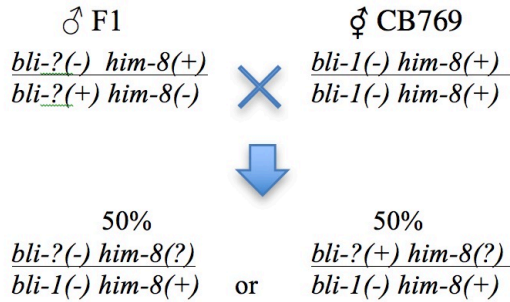 ♂ F1 ⚥ CB769
bli-?(-) him-8(+) bli-1(-) him-8(+)
bli-?(+) him-8(-) bli-1(-) him-8(+)
50% 50%
bli-?(-) him-8(?) bli-?(+) him-8(?)
bli-1(-) him-8(+) or bli-1(-) him-8(+)